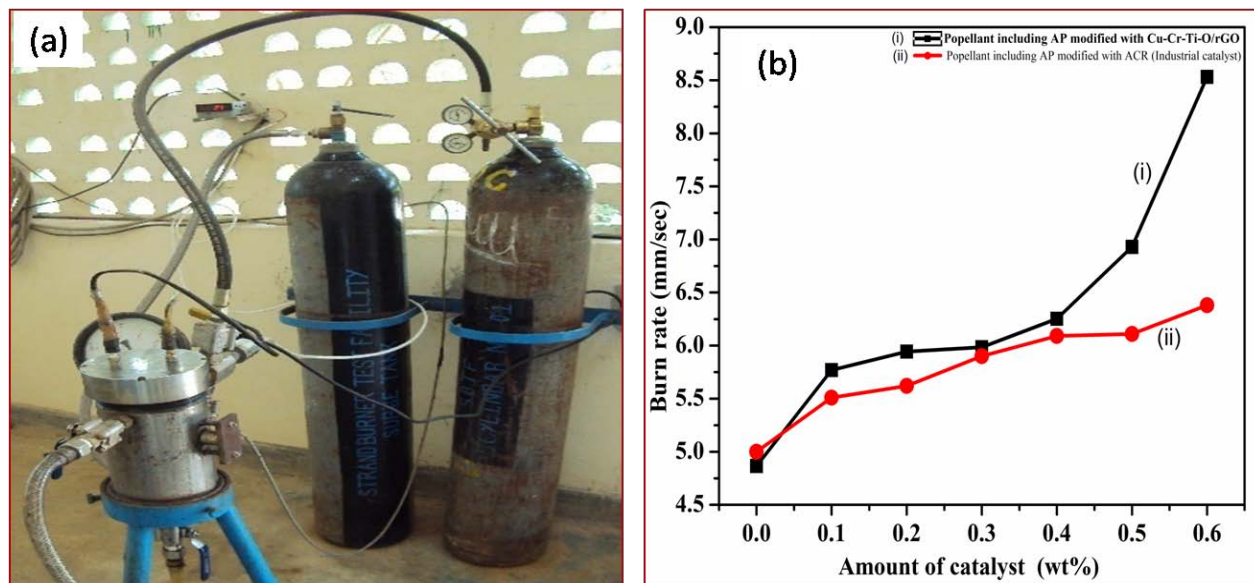 (a)
C
STRANDBURNER TEST FACILITY
SURGE TANK
CYLINDER N
(b)
(i) Popellant including AP modified with Cu-Cr-Ti-O/rGO
(ii) Popellant including AP modified with ACR (Industrial catalyst)
9.0
8.5
8.0
7.5
7.0
6.5
6.0
5.5
5.0
4.5
Burn rate (mm/sec)
(i)
(ii)
0.0 0.1 0.2 0.3 0.4 0.5 0.6
Amount of catalyst (wt%)